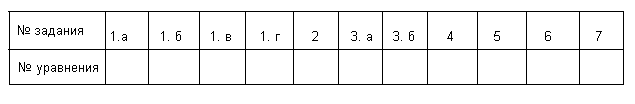 № задания 1.а 1. б 1. в 1. г 2 3. а 3. б 4 5 6 7
№ уравнения